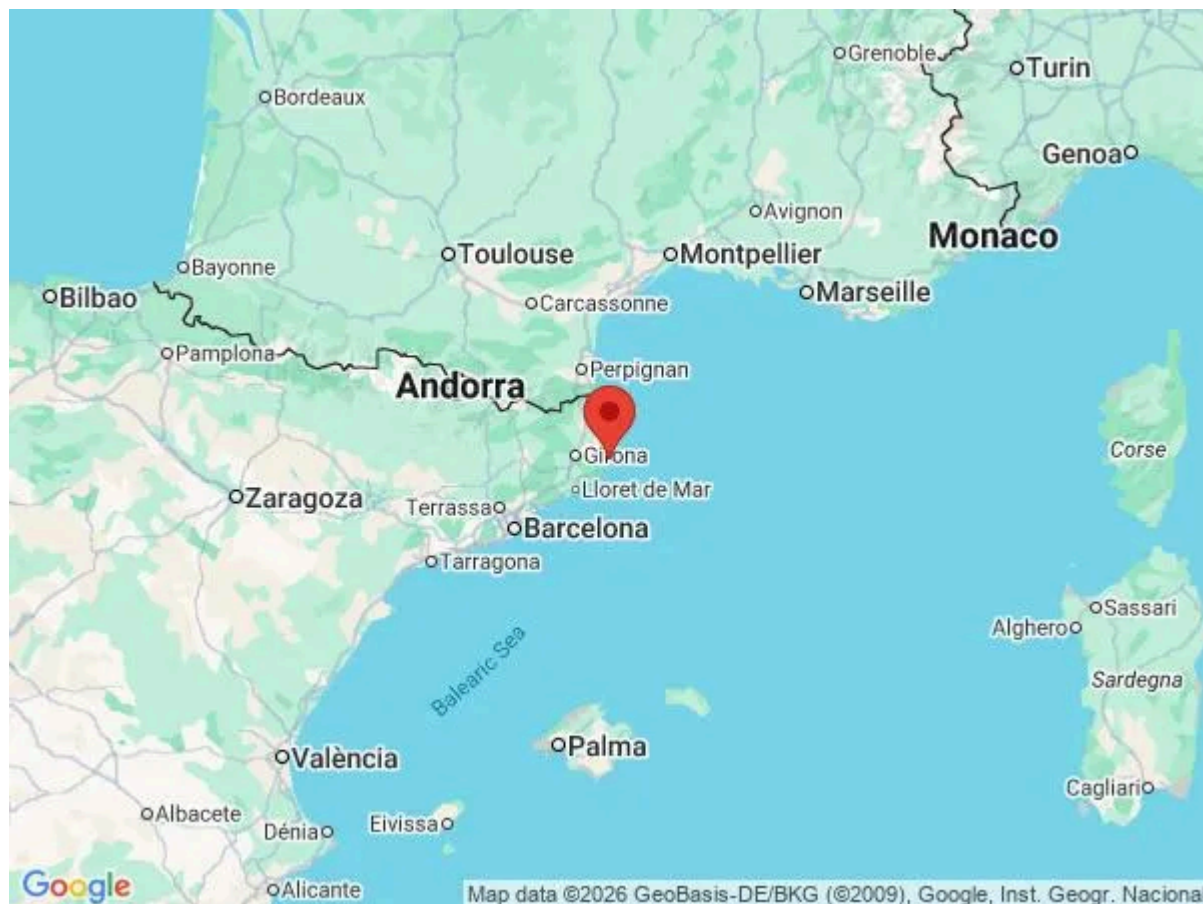 Grenoble
Turin
Bordeaux
Genoa
Avignon
Monaco
Toulouse
Montpellier
Bayonne
Marseille
Bilbao
Carcassonne
Pamplona
Perpignan
Andorra
Corse
Girona
Lloret de Mar
Zaragoza
Terrassa
Barcelona
Tarragona
Sassari
Alghero
Balearic Sea
Sardegna
Palma
València
Cagliari
Albacete
Eivissa
Dénia
Google
Alicante
Map data ©2026 GeoBasis-DE/BKG (©2009), Google, Inst. Geogr. Nacional